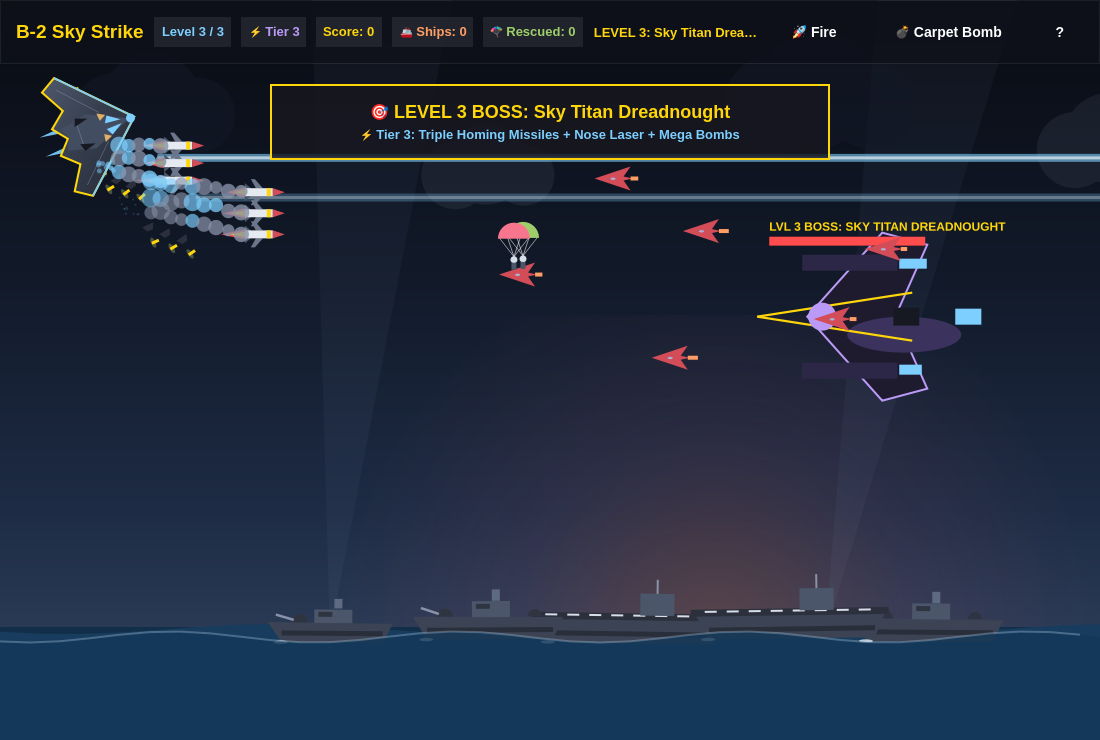 B-2 Sky Strike
Level 3 / 3
Tier 3
Score: 0
Ships: 0
Rescued: 0
LEVEL 3: Sky Titan Drea…
Fire
Carpet Bomb
?
LEVEL 3 BOSS: Sky Titan Dreadnought
Tier 3: Triple Homing Missiles + Nose Laser + Mega Bombs
LVL 3 BOSS: SKY TITAN DREADNOUGHT